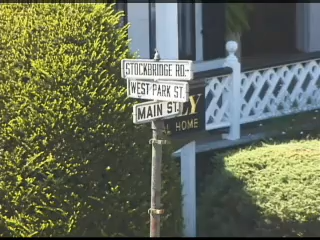 STOCKBRIDGE RD.
WEST PARK ST.
MAIN ST.
Y
HOME